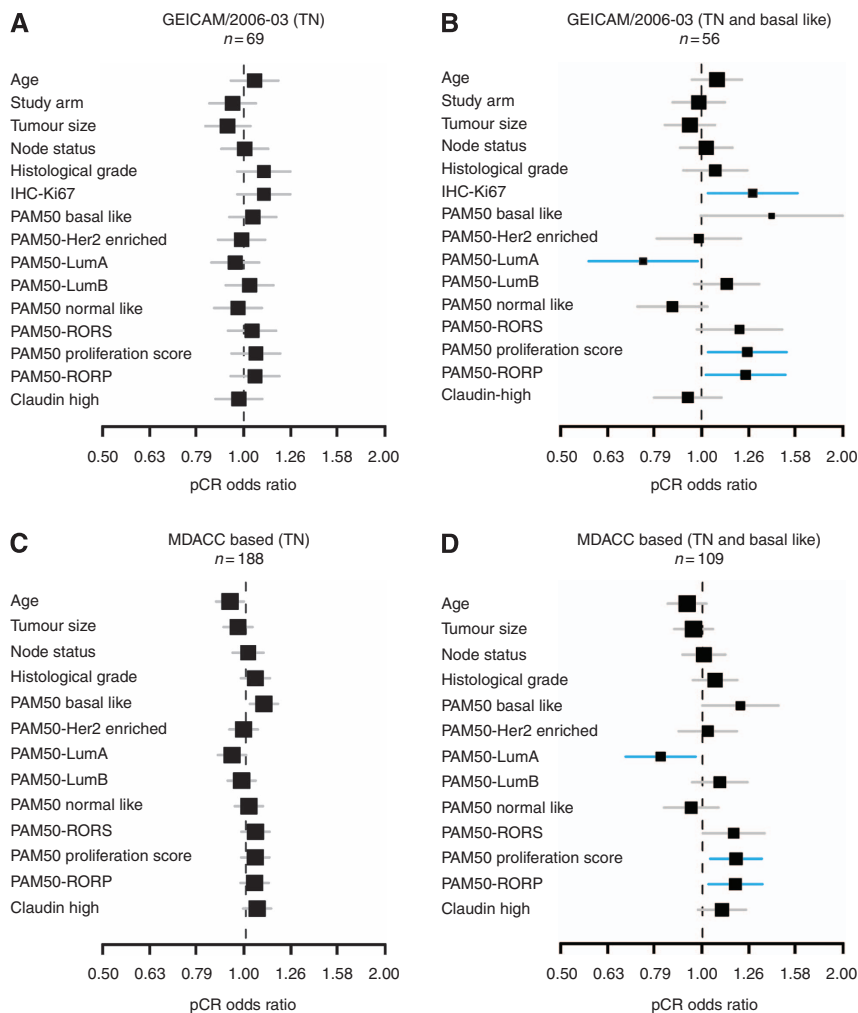 A
GEICAM/2006-03 (TN)
n=69
Age
Study arm
Tumour size
Node status
Histological grade
IHC-Ki67
PAM50 basal like
PAM50-Her2 enriched
PAM50-LumA
PAM50-LumB
PAM50 normal like
PAM50-RORS
PAM50 proliferation score
PAM50-RORP
Claudin high
0.50 0.63 0.79 1.00 1.26 1.58 2.00
pCR odds ratio
B
GEICAM/2006-03 (TN and basal like)
n=56
Age
Study arm
Tumour size
Node status
Histological grade
IHC-Ki67
PAM50 basal like
PAM50-Her2 enriched
PAM50-LumA
PAM50-LumB
PAM50 normal like
PAM50-RORS
PAM50 proliferation score
PAM50-RORP
Claudin-high
0.50 0.63 0.79 1.00 1.26 1.58 2.00
pCR odds ratio
C
MDACC based (TN)
n=188
Age
Tumour size
Node status
Histological grade
PAM50 basal like
PAM50-Her2 enriched
PAM50-LumA
PAM50-LumB
PAM50 normal like
PAM50-RORS
PAM50 proliferation score
PAM50-RORP
Claudin high
0.50 0.63 0.79 1.00 1.26 1.58 2.00
pCR odds ratio
D
MDACC based (TN and basal like)
n=109
Age
Tumour size
Node status
Histological grade
PAM50 basal like
PAM50-Her2 enriched
PAM50-LumA
PAM50-LumB
PAM50 normal like
PAM50-RORS
PAM50 proliferation score
PAM50-RORP
Claudin high
0.50 0.63 0.79 1.00 1.26 1.58 2.00
pCR odds ratio